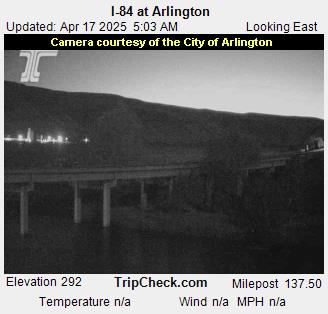 I-84 at Arlington
Updated: Apr 17 2025 5:03 AM Looking East
Camera courtesy of the City of Arlington
Elevation 292 TripCheck.com Milepost 137.50
Temperature n/a Wind n/a MPH n/a